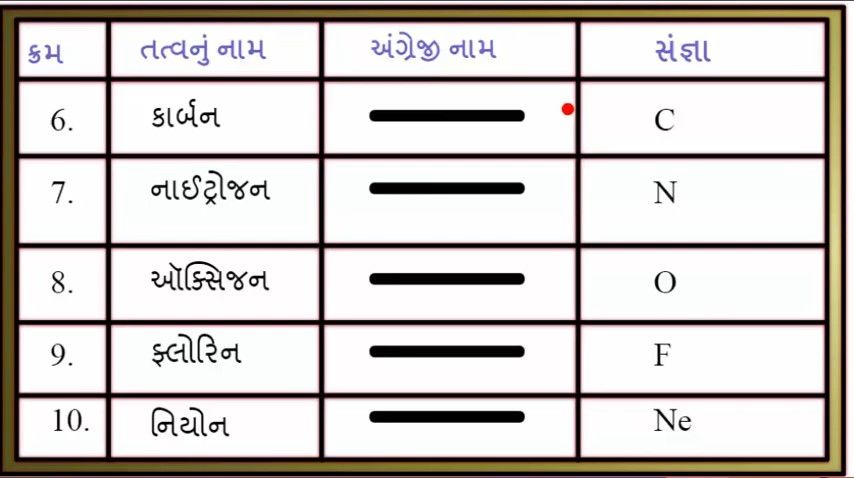 ક્રમ તત્વનું નામ અંગ્રેજી નામ સંજ્ઞા
6. કાર્બન C
7. નાઈટ્રોજન N
8. ઑક્સિજન O
9. ફ્લોરિન F
10. નિયોન Ne